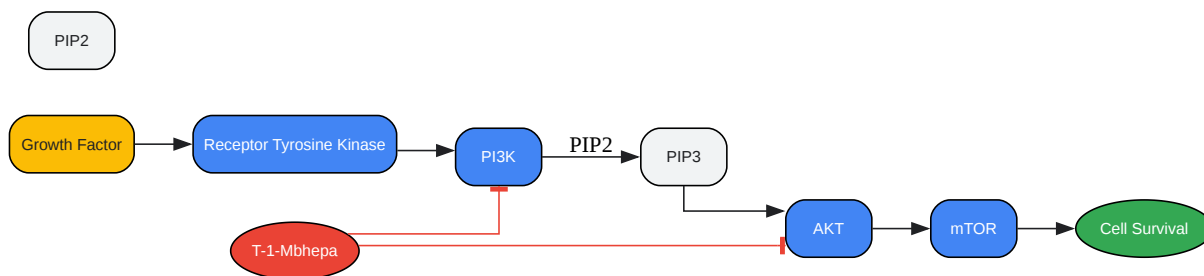 PIP2
Growth Factor
Receptor Tyrosine Kinase
PI3K
PIP2
PIP3
AKT
mTOR
Cell Survival
T-1-Mbhepa